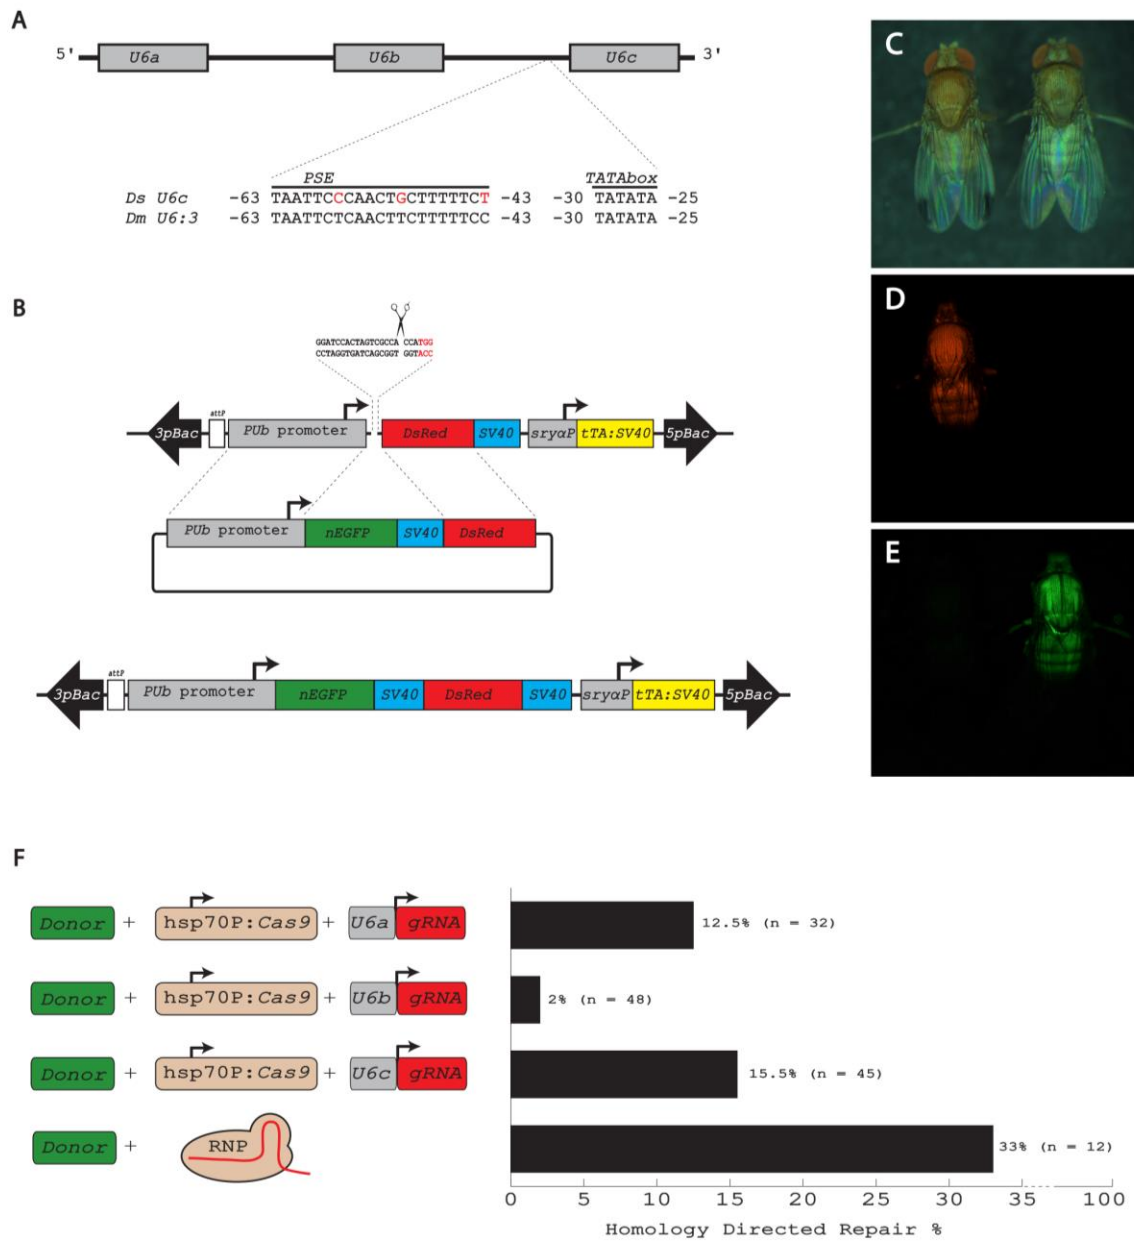 A
5' U6a U6b U6c 3'
PSE TATAbox
Ds U6c -63 TAATTCCCAACTGCTTTTTCT -43 -30 TATATA -25
Dm U6:3 -63 TAATTCTCAACTTCTTTTTCC -43 -30 TATATA -25
B
GGATCCACTAGTCGCCA CCATGG
CCTAGGTGATCAGCGGT GGTACC
attP
3pBac PUb promoter DsRed SV40 sryαP tTA:SV40 5pBac
PUb promoter nEGFP SV40 DsRed
attP
3pBac PUb promoter nEGFP SV40 DsRed SV40 sryαP tTA:SV40 5pBac
C
D
E
F
Donor + hsp70P:Cas9 + U6a gRNA 12.5% (n = 32)
Donor + hsp70P:Cas9 + U6b gRNA 2% (n = 48)
Donor + hsp70P:Cas9 + U6c gRNA 15.5% (n = 45)
Donor + RNP 33% (n = 12)
0 5 10 15 20 25 30 35 100
Homology Directed Repair %